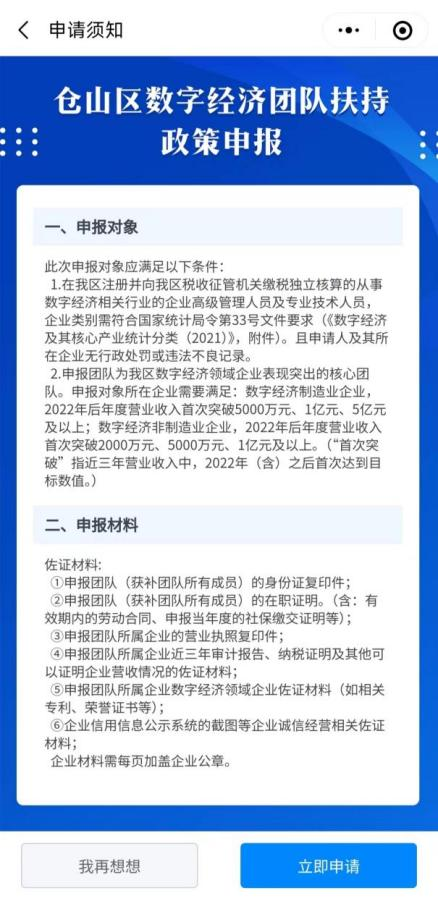 申请须知
仓山区数字经济团队扶持
政策申报
一、申报对象
此次申报对象应满足以下条件：
1.在我区注册并向我区税收征管机关缴税独立核算的从事
数字经济相关行业的企业高级管理人员及专业技术人员，
企业类别需符合国家统计局令第33号文件要求（《数字经济
及其核心产业统计分类（2021）》，附件）。且申请人及其所
在企业无行政处罚或违法不良记录。
2.申报团队为我区数字经济领域企业表现突出的核心团
队。申报对象所在企业需要满足：数字经济制造业企业，
2022年后年度营业收入首次突破5000万元、1亿元、5亿元
及以上；数字经济非制造业企业，2022年后年度营业收入
首次突破2000万元、5000万元、1亿元及以上。（“首次突
破”指近三年营业收入中，2022年（含）之后首次达到目
标数值。）
二、申报材料
佐证材料：
①申报团队（获补团队所有成员）的身份证复印件；
②申报团队（获补团队所有成员）的在职证明。（含：有
效期内的劳动合同、申报当年度的社保缴交证明等）；
③申报团队所属企业的营业执照复印件；
④申报团队所属企业近三年审计报告、纳税证明及其他可
以证明企业营收情况的佐证材料；
⑤申报团队所属企业数字经济领域企业佐证材料（如相关
专利、荣誉证书等）；
⑥企业信用信息公示系统的截图等企业诚信经营相关佐证
材料；
企业材料需每页加盖企业公章。
我再想想
立即申请